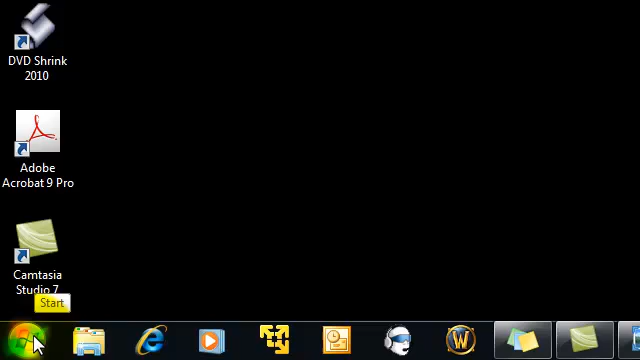 DVD Shrink
2010
Adobe
Acrobat 9 Pro
Camtasia
Studio 7
Start